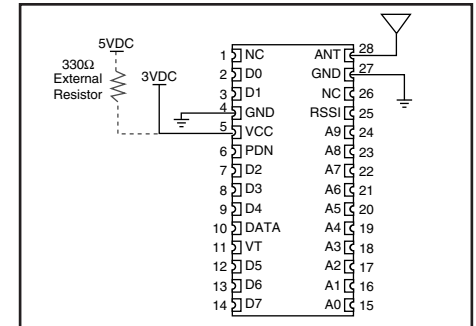 5VDC
330Ω
External
Resistor
3VDC
1 NC ANT 28
2 D0 GND 27
3 D1 NC 26
4 GND RSSI 25
5 VCC A9 24
6 PDN A8 23
7 D2 A7 22
8 D3 A6 21
9 D4 A5 20
10 DATA A4 19
11 VT A3 18
12 D5 A2 17
13 D6 A1 16
14 D7 A0 15